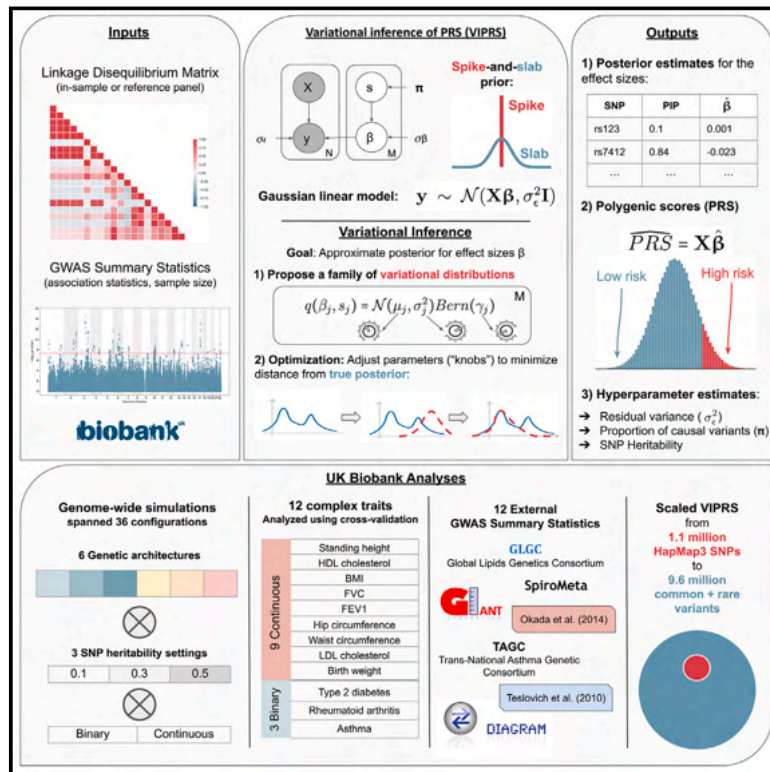 Inputs
Linkage Disequilibrium Matrix
(in-sample or reference panel)
GWAS Summary Statistics
(association statistics, sample size)
biobank uk
Variational inference of PRS (VIPRS)
X
s
π
σϵ
y
β
σβ
N
M
Spike-and-slab
prior:
Spike
Slab
Gaussian linear model: y ~ N(Xβ, σ²ϵI)
Variational Inference
Goal: Approximate posterior for effect sizes β
1) Propose a family of variational distributions
q(βj, sj) = N(μj, σ²j)Bern(γj)
M
2) Optimization: Adjust parameters ("knobs") to minimize
distance from true posterior:
Outputs
1) Posterior estimates for the
effect sizes:
SNP PIP β̂
rs123 0.1 0.001
rs7412 0.84 -0.023
... ... ...
2) Polygenic scores (PRS)
PRŜ = Xβ̂
Low risk
High risk
3) Hyperparameter estimates:
➔ Residual variance (σ²ϵ)
➔ Proportion of causal variants (π)
➔ SNP Heritability
UK Biobank Analyses
Genome-wide simulations
spanned 36 configurations
6 Genetic architectures
3 SNP heritability settings
0.1 0.3 0.5
Binary Continuous
12 complex traits
Analyzed using cross-validation
9 Continuous
Standing height
HDL cholesterol
BMI
FVC
FEV1
Hip circumference
Waist circumference
LDL cholesterol
Birth weight
3 Binary
Type 2 diabetes
Rheumatoid arthritis
Asthma
12 External
GWAS Summary Statistics
GLGC
Global Lipids Genetics Consortium
GIANT
SpiroMeta
Okada et al. (2014)
TAGC
Trans-National Asthma Genetic
Consortium
Teslovich et al. (2010)
DIAGRAM
Scaled VIPRS
from
1.1 million
HapMap3 SNPs
to
9.6 million
common + rare
variants